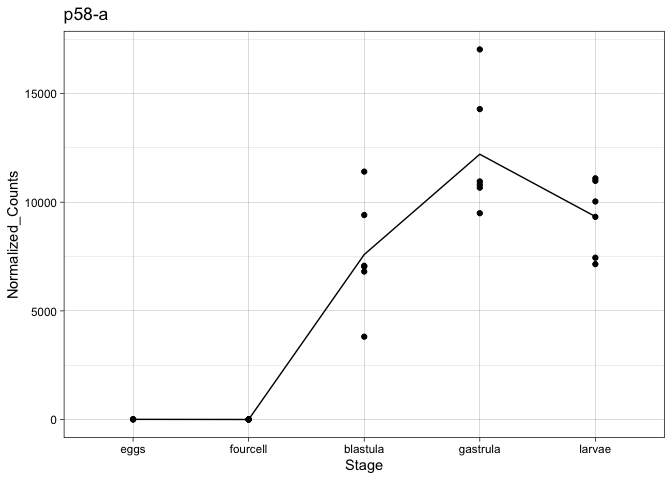 p58-a
Normalized_Counts
15000
10000
5000
0
eggs fourcell blastula gastrula larvae
Stage